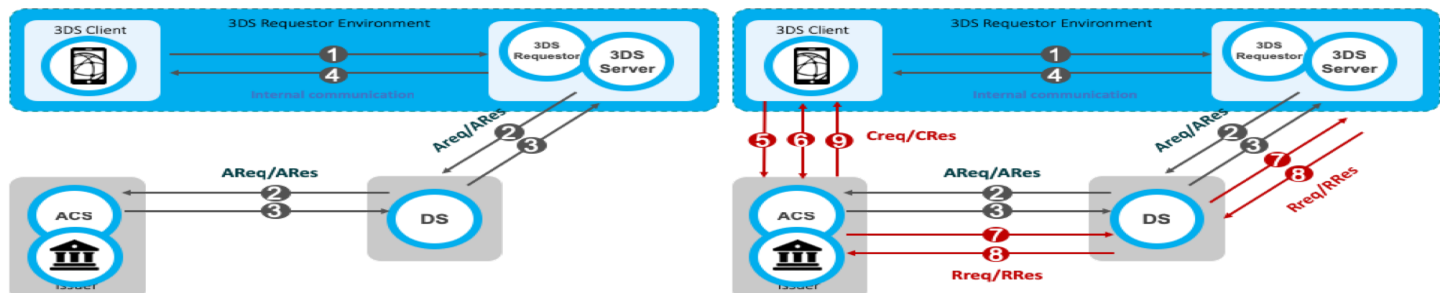 3DS Requestor Environment
3DS Client
1
4
3DS Requestor
3DS Server
Internal communication
Areq/ARes
2
3
AReq/ARes
2
3
ACS
DS
Issuer
3DS Requestor Environment
3DS Client
1
4
3DS Requestor
3DS Server
Internal communication
5
6
9
Creq/CRes
Areq/ARes
2
3
7
8
Rreq/RRes
AReq/ARes
2
3
7
8
Rreq/RRes
ACS
DS
Issuer